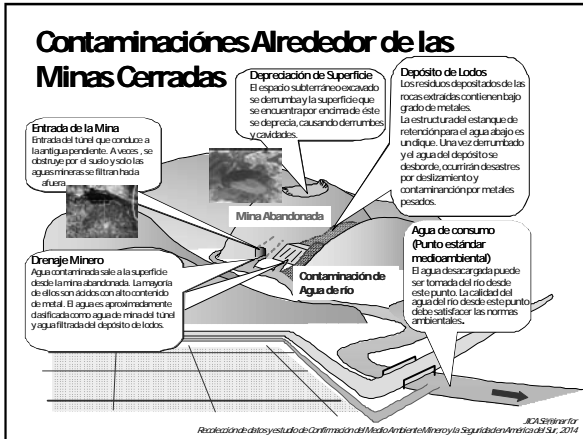 Contaminaciónes Alrededor de las
Minas Cerradas
Depreciación de Superficie
El espacio subterráneo excavado
se derrumba y la superficie que
se encuentra por encima de éste
se deprecia, causando derrumbes
y cavidades.
Depósito de Lodos
Los residuos depositados de las
rocas extraídas contienen bajo
grado de metales.
La estructura del estanque de
retención para el agua abajo es
un dique. Una vez derrumbado
y el agua del depósito se
desborde, ocurrirán desastres
por deslizamiento y
contaminanción por metales
pesados.
Entrada de la Mina
Entrada del túnel que conduce a
la antigua pendiente. A veces, se
obstruye por el suelo y solo las
aguas mineras se filtran hacia
afuera
Mina Abandonada
Drenaje Minero
Agua contaminada sale a la superficie
desde la mina abandonada. La mayoría
de ellos son ácidos con alto contenido
de metal. El agua es aproximadamente
clasificada como agua de mina del túnel
y agua filtrada del depósito de lodos.
Contaminación de
Agua de río
Agua de consumo
(Punto estándar
medioambiental)
El agua desacargada puede
ser tomada del río desde
este punto. La calidad del
agua del río desde este punto
debe satisfacer las normas
ambientales.
JICA Séminar for
Recolección de datos y estudio de Confirmación del Medio Ambiente Minero y la Seguridad en América del Sur, 2014